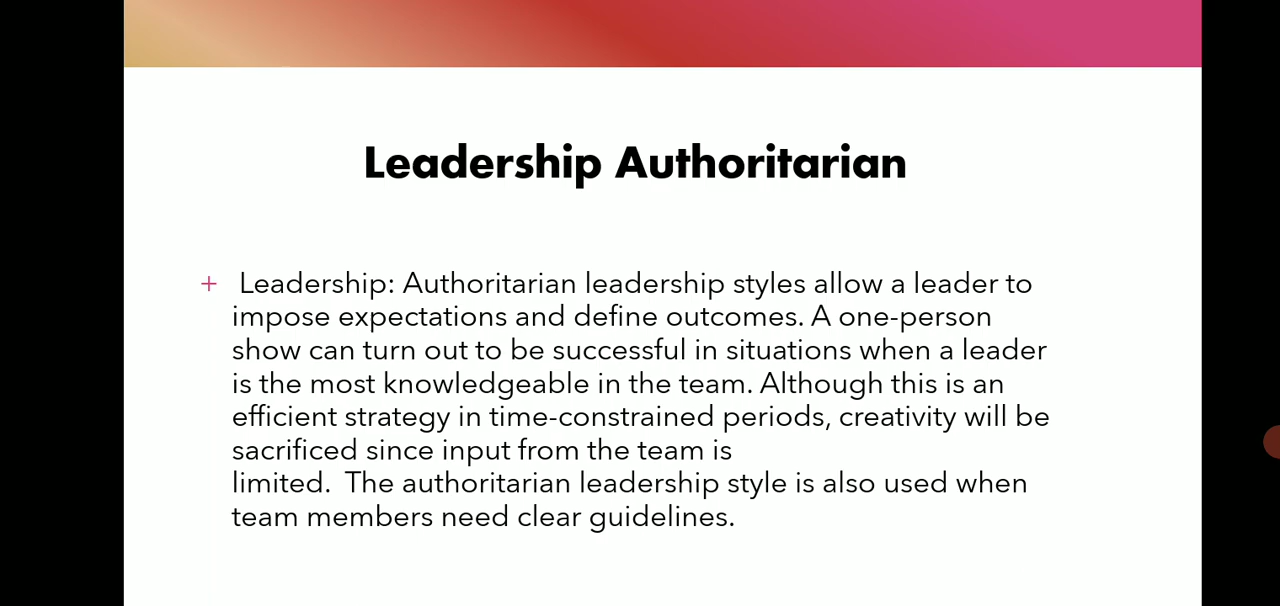 Leadership Authoritarian
+ Leadership: Authoritarian leadership styles allow a leader to
impose expectations and define outcomes. A one-person
show can turn out to be successful in situations when a leader
is the most knowledgeable in the team. Although this is an
efficient strategy in time-constrained periods, creativity will be
sacrificed since input from the team is
limited.  The authoritarian leadership style is also used when
team members need clear guidelines.